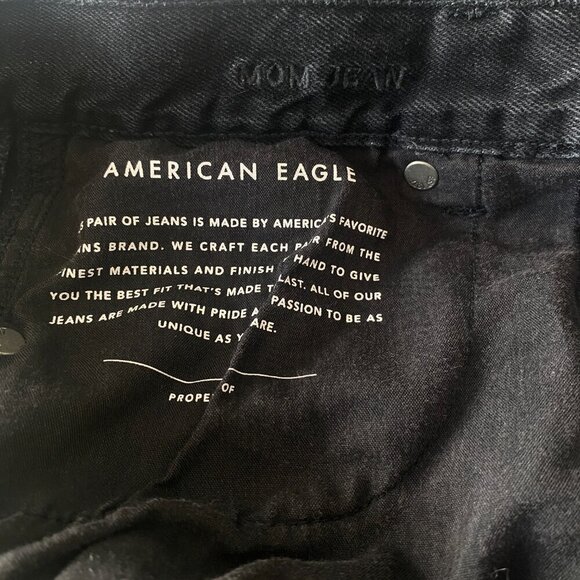 MOM JEAN
AMERICAN EAGLE
S PAIR OF JEANS IS MADE BY AMERICA'S FAVORITE
NS BRAND. WE CRAFT EACH PAIR FROM THE
FINEST MATERIALS AND FINISH HAND TO GIVE
YOU THE BEST FIT THAT'S MADE T LAST. ALL OF OUR
JEANS ARE MADE WITH PRIDE A PASSION TO BE AS
UNIQUE AS Y ARE.
PROPE OF